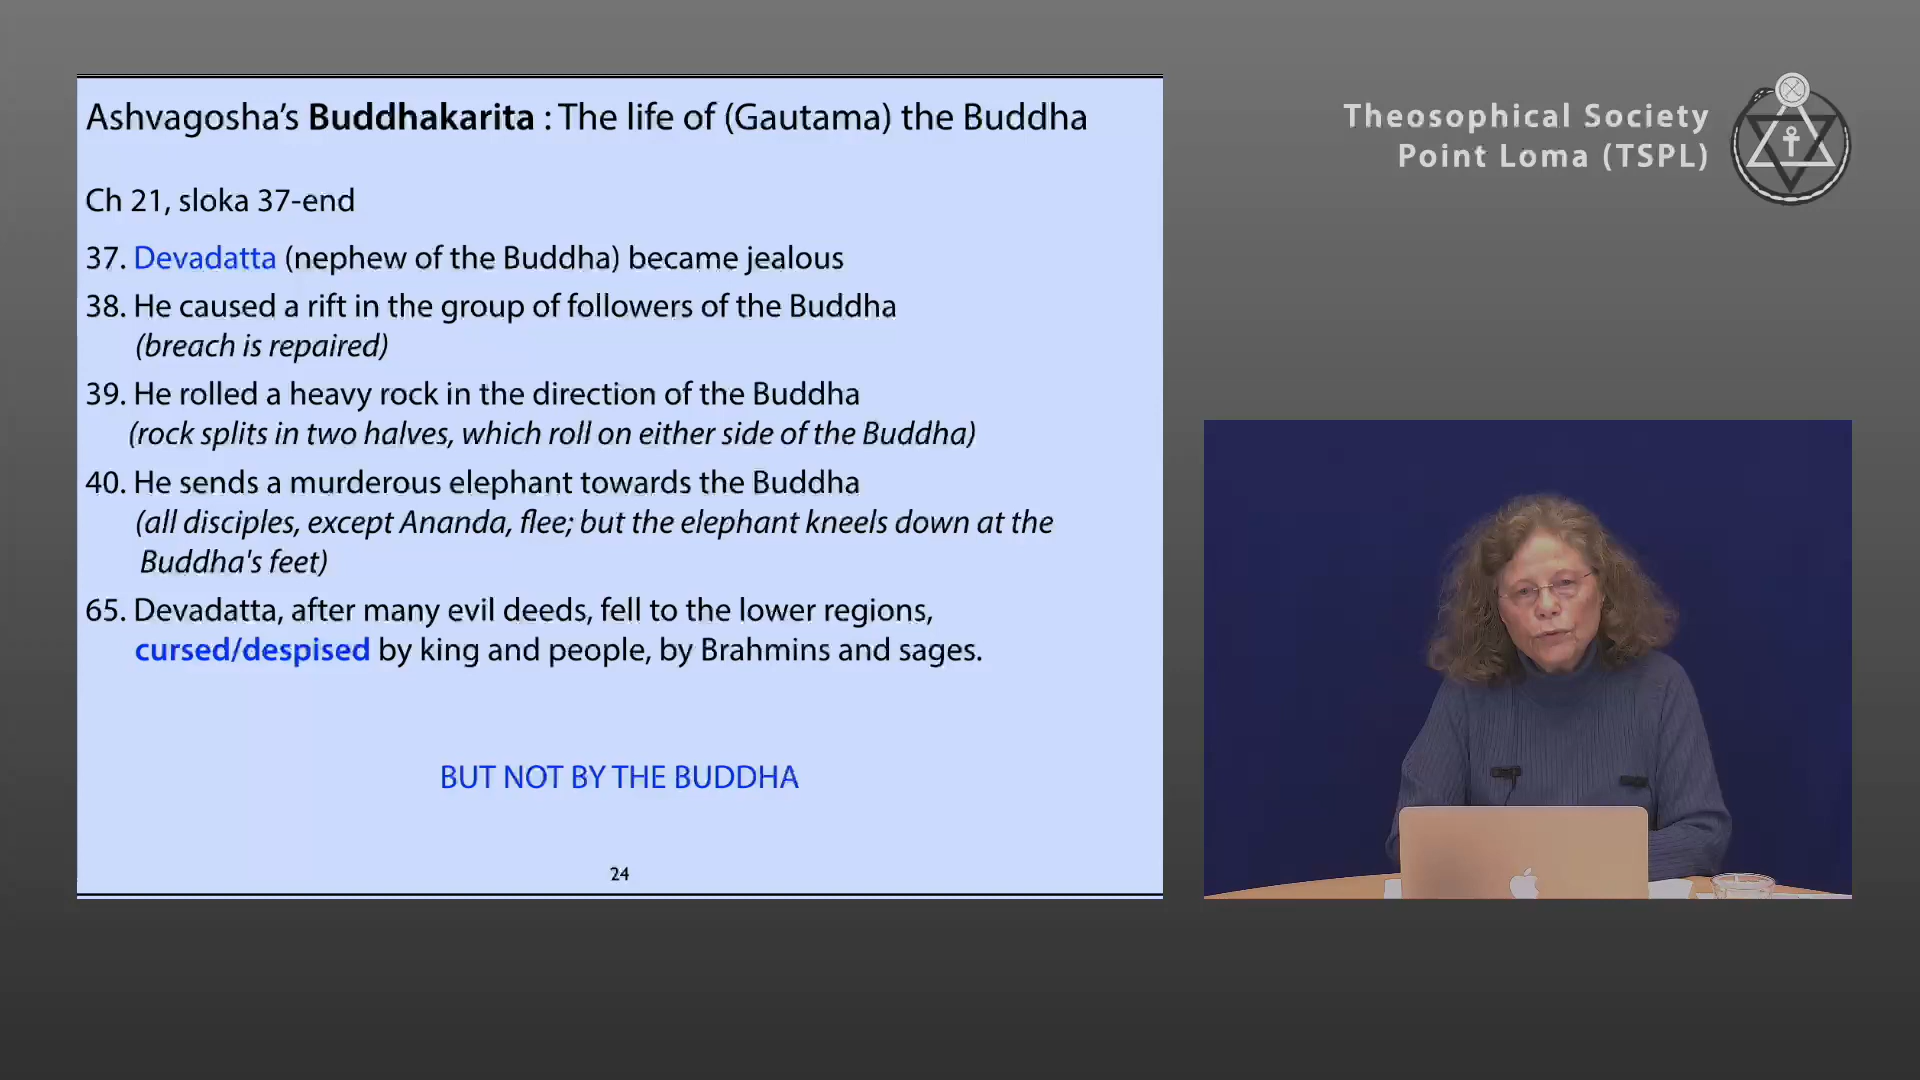 Ashvagosha's Buddhakarita : The life of (Gautama) the Buddha
Ch 21, sloka 37-end
37. Devadatta (nephew of the Buddha) became jealous
38. He caused a rift in the group of followers of the Buddha
(breach is repaired)
39. He rolled a heavy rock in the direction of the Buddha
(rock splits in two halves, which roll on either side of the Buddha)
40. He sends a murderous elephant towards the Buddha
(all disciples, except Ananda, flee; but the elephant kneels down at the
Buddha's feet)
65. Devadatta, after many evil deeds, fell to the lower regions,
cursed/despised by king and people, by Brahmins and sages.
BUT NOT BY THE BUDDHA
24
Theosophical Society
Point Loma (TSPL)